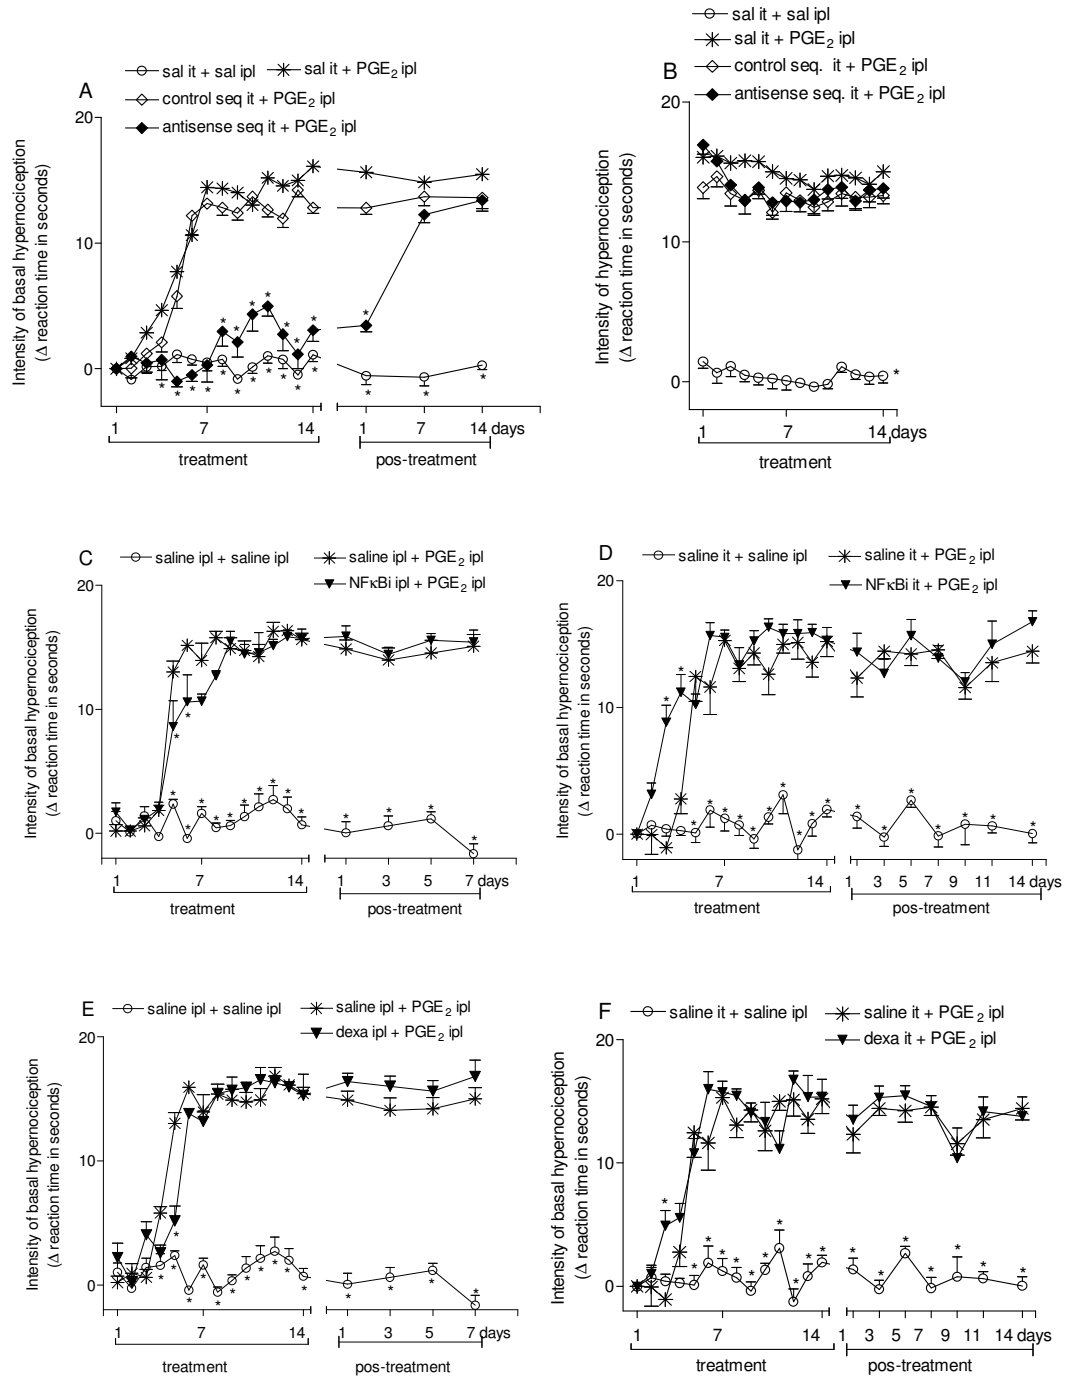 A
sal it + sal ipl
sal it + PGE2 ipl
control seq it + PGE2 ipl
antisense seq it + PGE2 ipl
Intensity of basal hypernociception
(Δ reaction time in seconds)
20
10
0
* * * * * * * * * * * * * * * *
* * * * *
1 7 14
1 7 14 days
treatment
pos-treatment
B
sal it + sal ipl
sal it + PGE2 ipl
control seq. it + PGE2 ipl
antisense seq. it + PGE2 ipl
Intensity of hypernociception
(Δ reaction time in seconds)
20
10
0
*
1 7 14 days
treatment
C
saline ipl + saline ipl
saline ipl + PGE2 ipl
NFκBi ipl + PGE2 ipl
Intensity of basal hypernociception
(Δ reaction time in seconds)
20
10
0
1 7 14
1 3 5 7 days
treatment
pos-treatment
D
saline it + saline ipl
saline it + PGE2 ipl
NFκBi it + PGE2 ipl
Intensity of basal hypernociception
(Δ reaction time in seconds)
20
10
0
1 7 14
1 3 5 7 9 11 14 days
treatment
pos-treatment
E
saline ipl + saline ipl
saline ipl + PGE2 ipl
dexa ipl + PGE2 ipl
Intensity of basal hypernociception
(Δ reaction time in seconds)
20
10
0
1 7 14
1 3 5 7 days
treatment
pos-treatment
F
saline it + saline ipl
saline it + PGE2 ipl
dexa it + PGE2 ipl
Intensity of basal hypernociception
(Δ reaction time in seconds)
20
10
0
1 7 14
1 3 5 7 9 11 14 days
treatment
pos-treatment